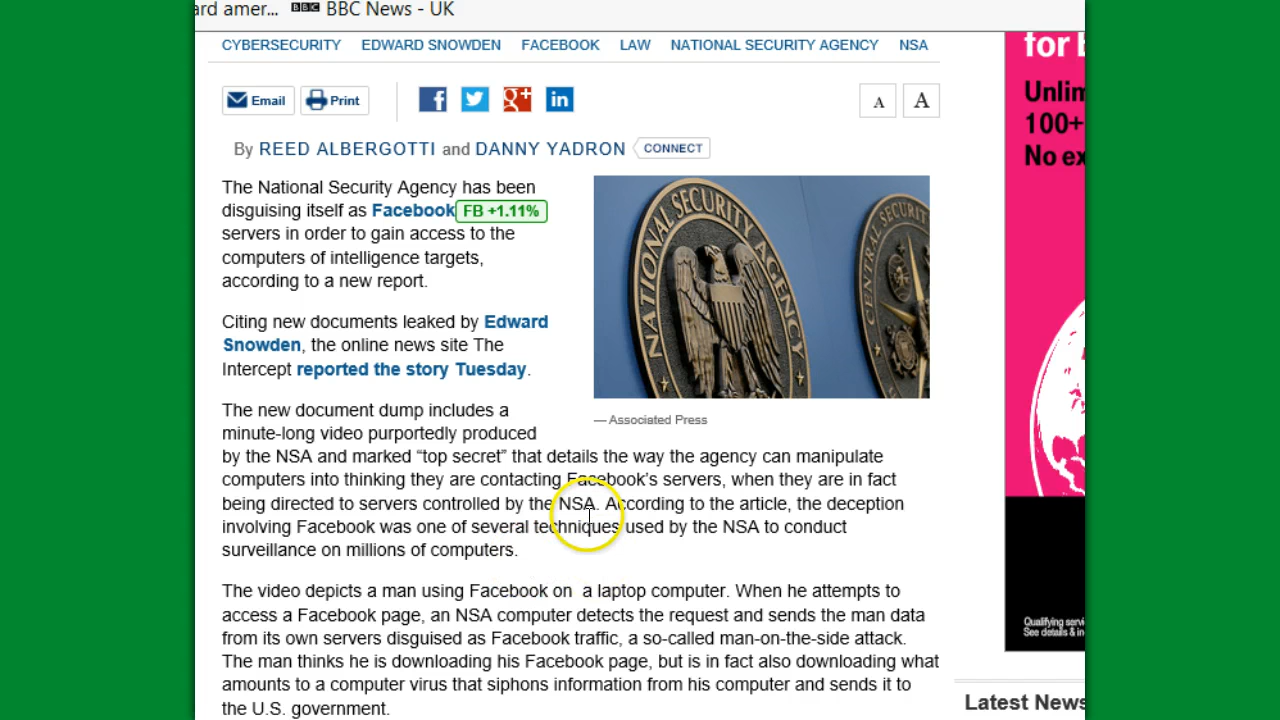 ard amer... BBC BBC News - UK
CYBERSECURITY EDWARD SNOWDEN FACEBOOK LAW NATIONAL SECURITY AGENCY NSA
Email Print f g+ in A A
By REED ALBERGOTTI and DANNY YADRON CONNECT
The National Security Agency has been
disguising itself as Facebook FB +1.11%
servers in order to gain access to the
computers of intelligence targets,
according to a new report.
Citing new documents leaked by Edward
Snowden, the online news site The
Intercept reported the story Tuesday.
NATIONAL SECURITY AGENCY
CENTRAL SECUR
— Associated Press
The new document dump includes a
minute-long video purportedly produced
by the NSA and marked “top secret” that details the way the agency can manipulate
computers into thinking they are contacting Facebook’s servers, when they are in fact
being directed to servers controlled by the NSA. According to the article, the deception
involving Facebook was one of several techniques used by the NSA to conduct
surveillance on millions of computers.
The video depicts a man using Facebook on a laptop computer. When he attempts to
access a Facebook page, an NSA computer detects the request and sends the man data
from its own servers disguised as Facebook traffic, a so-called man-on-the-side attack.
The man thinks he is downloading his Facebook page, but is in fact also downloading what
amounts to a computer virus that siphons information from his computer and sends it to
the U.S. government.
for
Unlim
100+
No ex
Qualifying servi
See details & in
Latest News